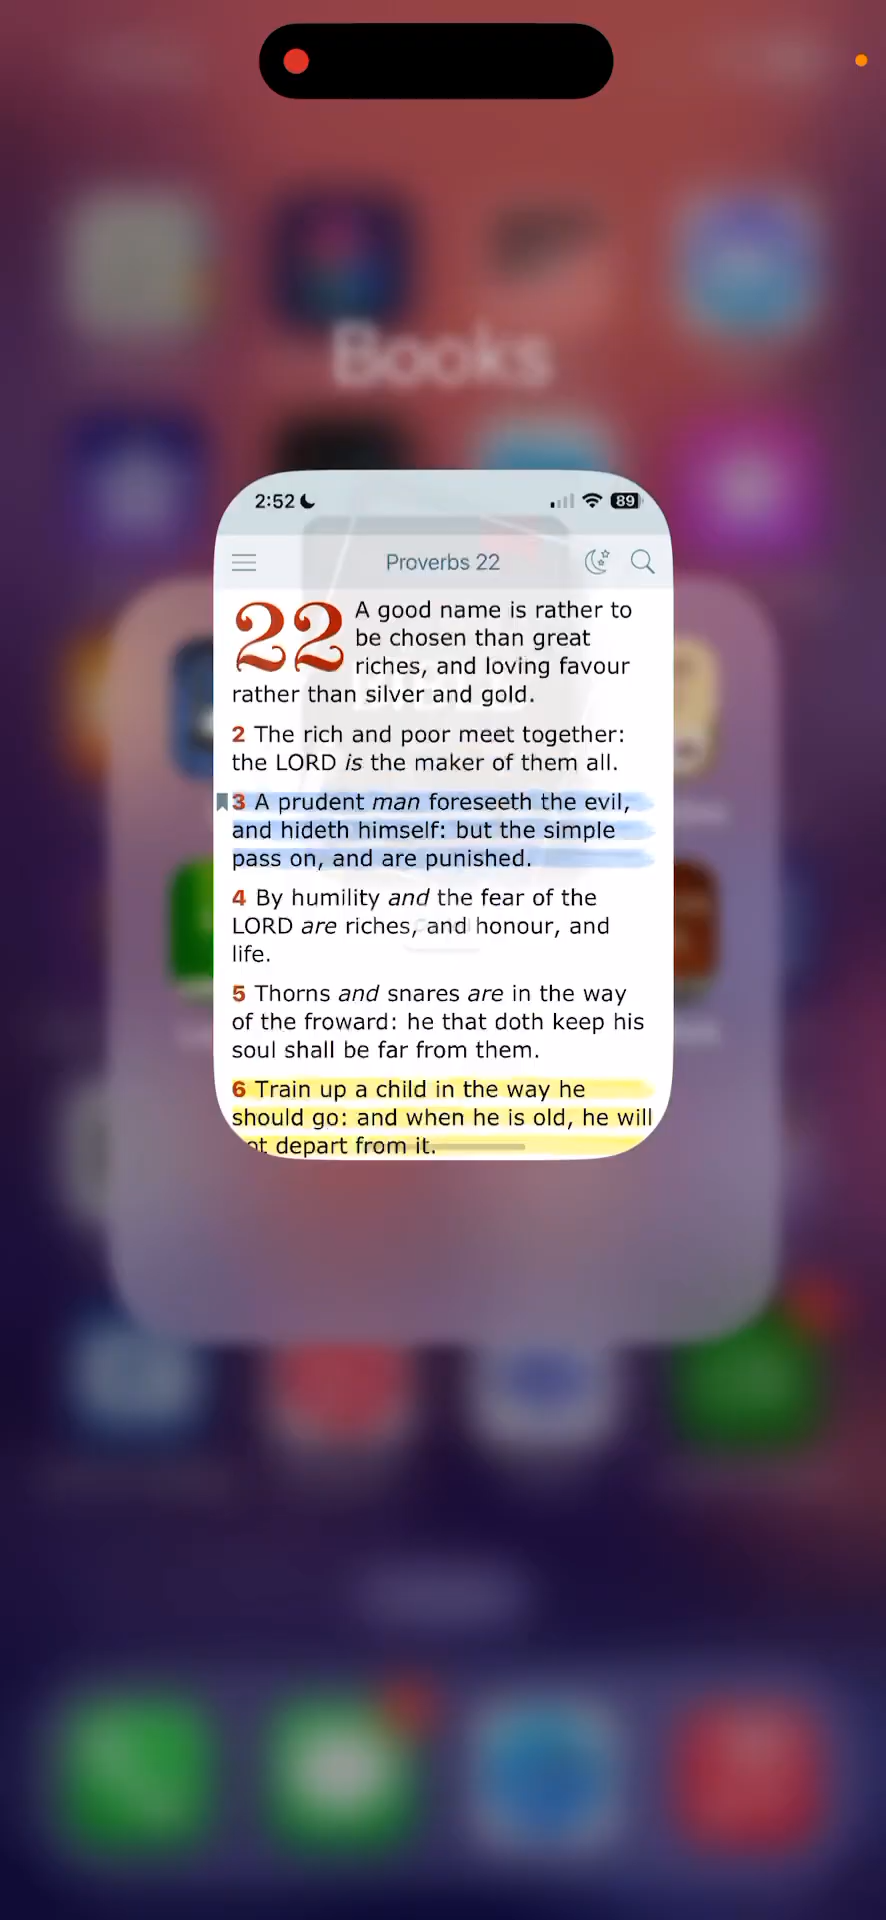 Books
2:52
89
Proverbs 22
22 A good name is rather to
be chosen than great
riches, and loving favour
rather than silver and gold.
2 The rich and poor meet together:
the LORD is the maker of them all.
3 A prudent man foreseeth the evil,
and hideth himself: but the simple
pass on, and are punished.
4 By humility and the fear of the
LORD are riches, and honour, and
life.
5 Thorns and snares are in the way
of the froward: he that doth keep his
soul shall be far from them.
6 Train up a child in the way he
should go: and when he is old, he will
ot depart from it.